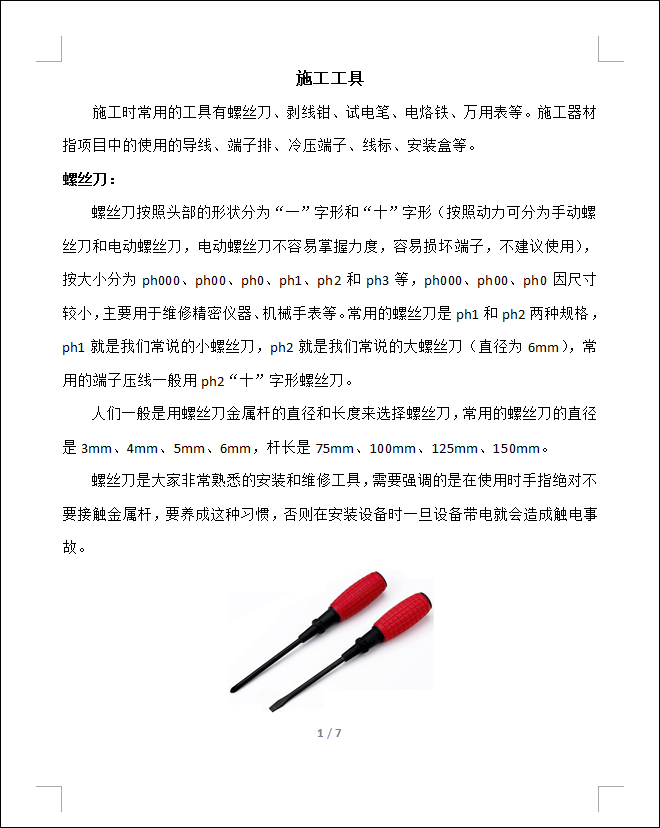 施工工具
施工时常用的工具有螺丝刀、剥线钳、试电笔、电烙铁、万用表等。施工器材
指项目中的使用的导线、端子排、冷压端子、线标、安装盒等。
螺丝刀：
螺丝刀按照头部的形状分为“一”字形和“十”字形（按照动力可分为手动螺
丝刀和电动螺丝刀，电动螺丝刀不容易掌握力度，容易损坏端子，不建议使用），
按大小分为 ph000、ph00、ph0、ph1、ph2 和 ph3 等，ph000、ph00、ph0 因尺寸
较小，主要用于维修精密仪器、机械手表等。常用的螺丝刀是 ph1 和 ph2 两种规格，
ph1 就是我们常说的小螺丝刀，ph2 就是我们常说的大螺丝刀（直径为 6mm），常
用的端子压线一般用 ph2“十”字形螺丝刀。
人们一般是用螺丝刀金属杆的直径和长度来选择螺丝刀，常用的螺丝刀的直径
是 3mm、4mm、5mm、6mm，杆长是 75mm、100mm、125mm、150mm。
螺丝刀是大家非常熟悉的安装和维修工具，需要强调的是在使用时手指绝对不
要接触金属杆，要养成这种习惯，否则在安装设备时一旦设备带电就会造成触电事
故。
1 / 7